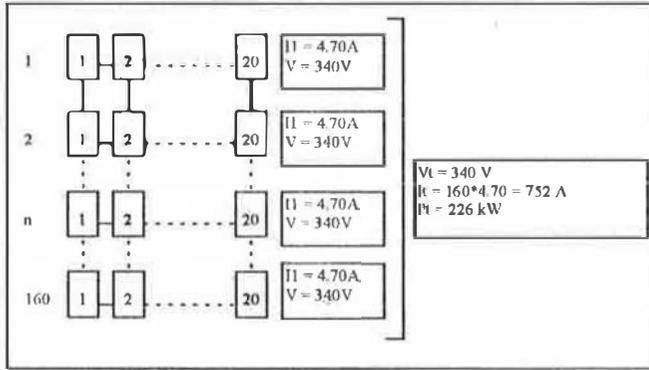 1 1 2 20 I1 = 4.70A
V = 340V
2 1 2 20 I1 = 4.70A
V = 340V
Vt = 340 V
It = 160*4.70 = 752 A
Pt = 226 kW
n 1 2 20 I1 = 4.70A
V = 340V
160 1 2 20 I1 = 4.70A
V = 340V